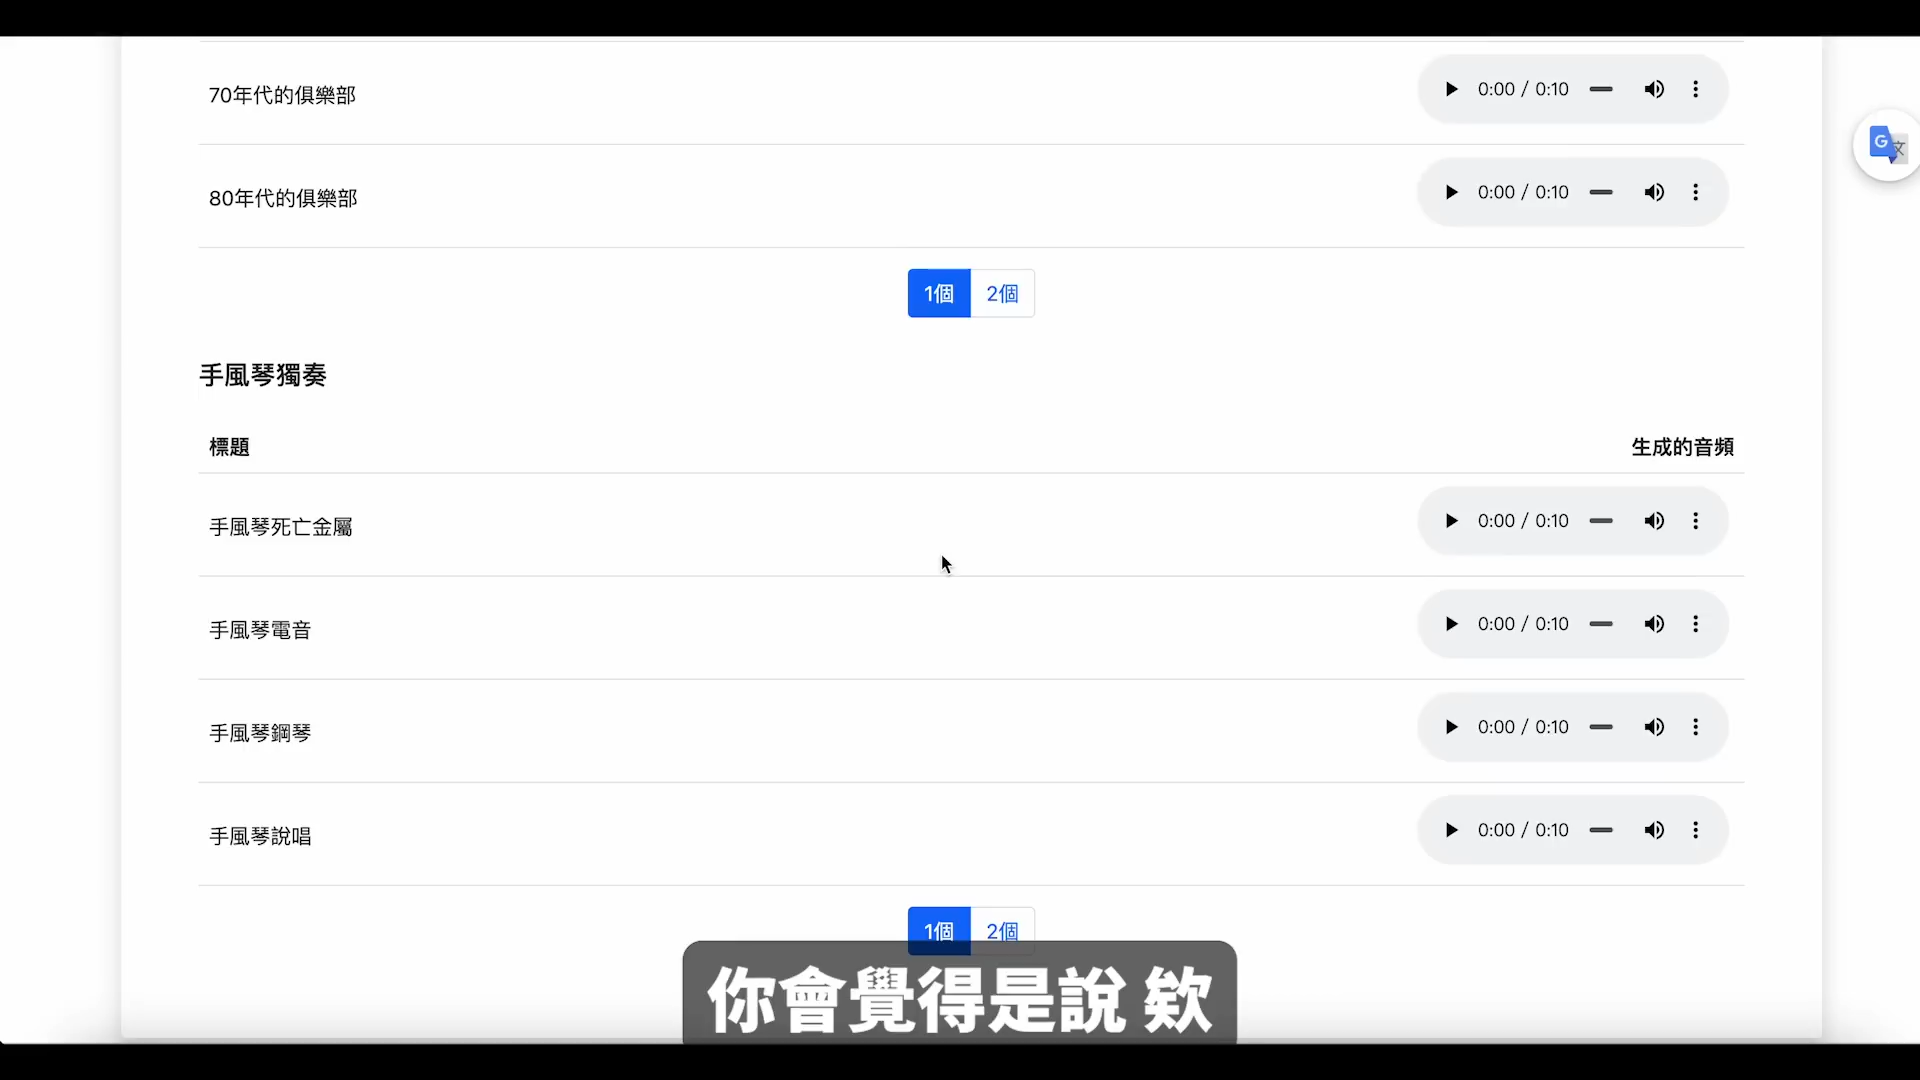 70年代的俱樂部
0:00 / 0:10
80年代的俱樂部
0:00 / 0:10
1個 2個
手風琴獨奏
標題 生成的音頻
手風琴死亡金屬
0:00 / 0:10
手風琴電音
0:00 / 0:10
手風琴鋼琴
0:00 / 0:10
手風琴說唱
0:00 / 0:10
1個 2個
你會覺得是說 欸
G 文